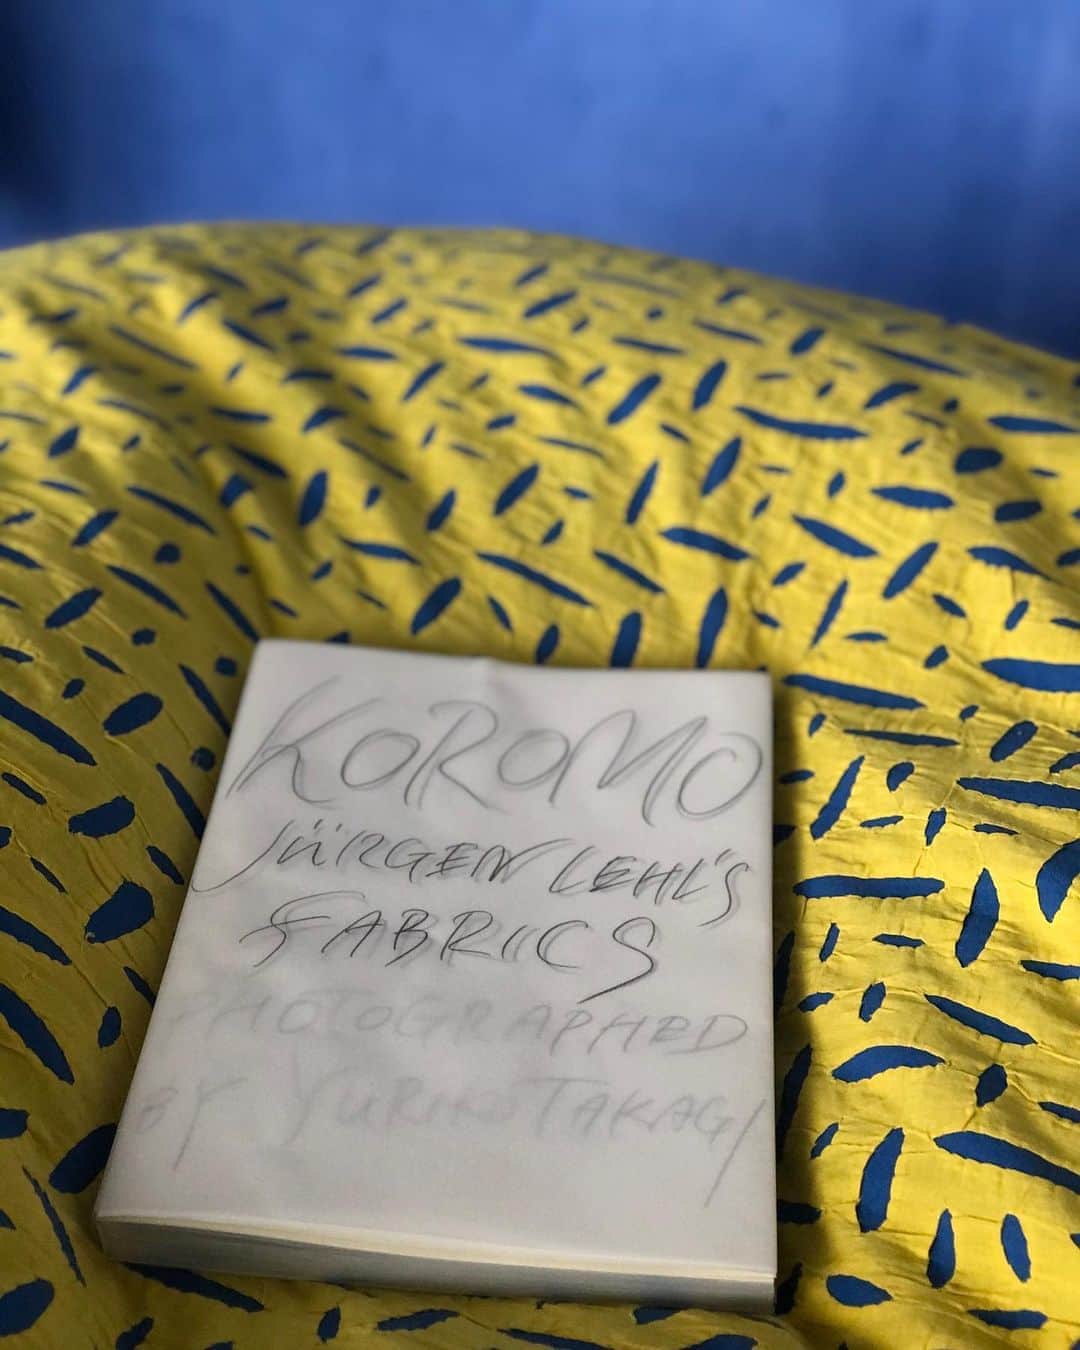 KOROMO
JÜRGEN LEHL'S
FABRICS
PHOTOGRAPHED
BY YURIKO TAKAGI